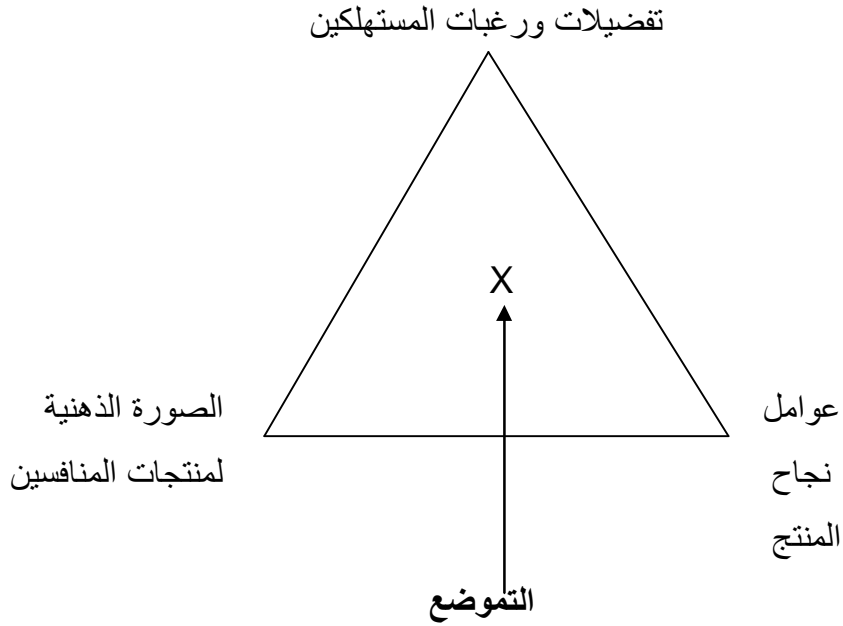 تفضيلات ورغبات المستهلكين
X
عوامل
نجاح
المنتج
الصورة الذهنية
لمنتجات المنافسين
التموضع